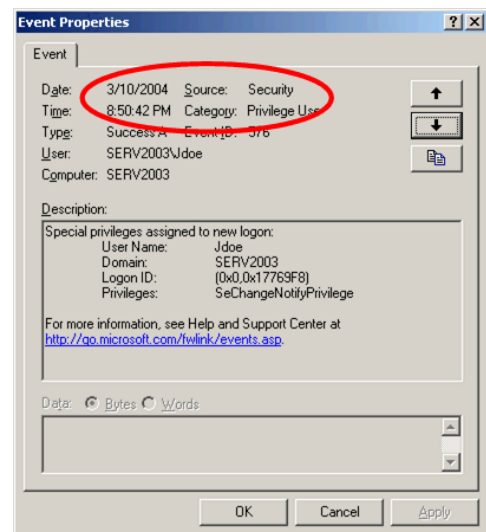 Event Properties
Event
Date: 3/10/2004 Source: Security
Time: 8:50:42 PM Category: Privilege Use
Type: Success A Event ID: 576
User: SERV2003\Jdoe
Computer: SERV2003
Description:
Special privileges assigned to new logon:
User Name: Jdoe
Domain: SERV2003
Logon ID: (0x0,0x17769F8)
Privileges: SeChangeNotifyPrivilege
For more information, see Help and Support Center at
http://go.microsoft.com/fwlink/events.asp.
Data: Bytes Words
OK Cancel Apply